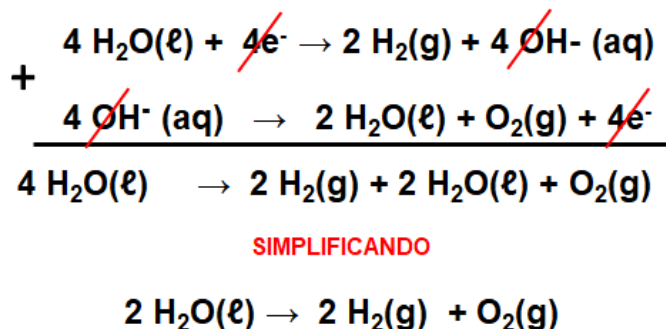 4 H₂O(ℓ) + 4e⁻ → 2 H₂(g) + 4 OH- (aq)
+
4 OH⁻ (aq) → 2 H₂O(ℓ) + O₂(g) + 4e⁻
4 H₂O(ℓ) → 2 H₂(g) + 2 H₂O(ℓ) + O₂(g)
SIMPLIFICANDO
2 H₂O(ℓ) → 2 H₂(g) + O₂(g)